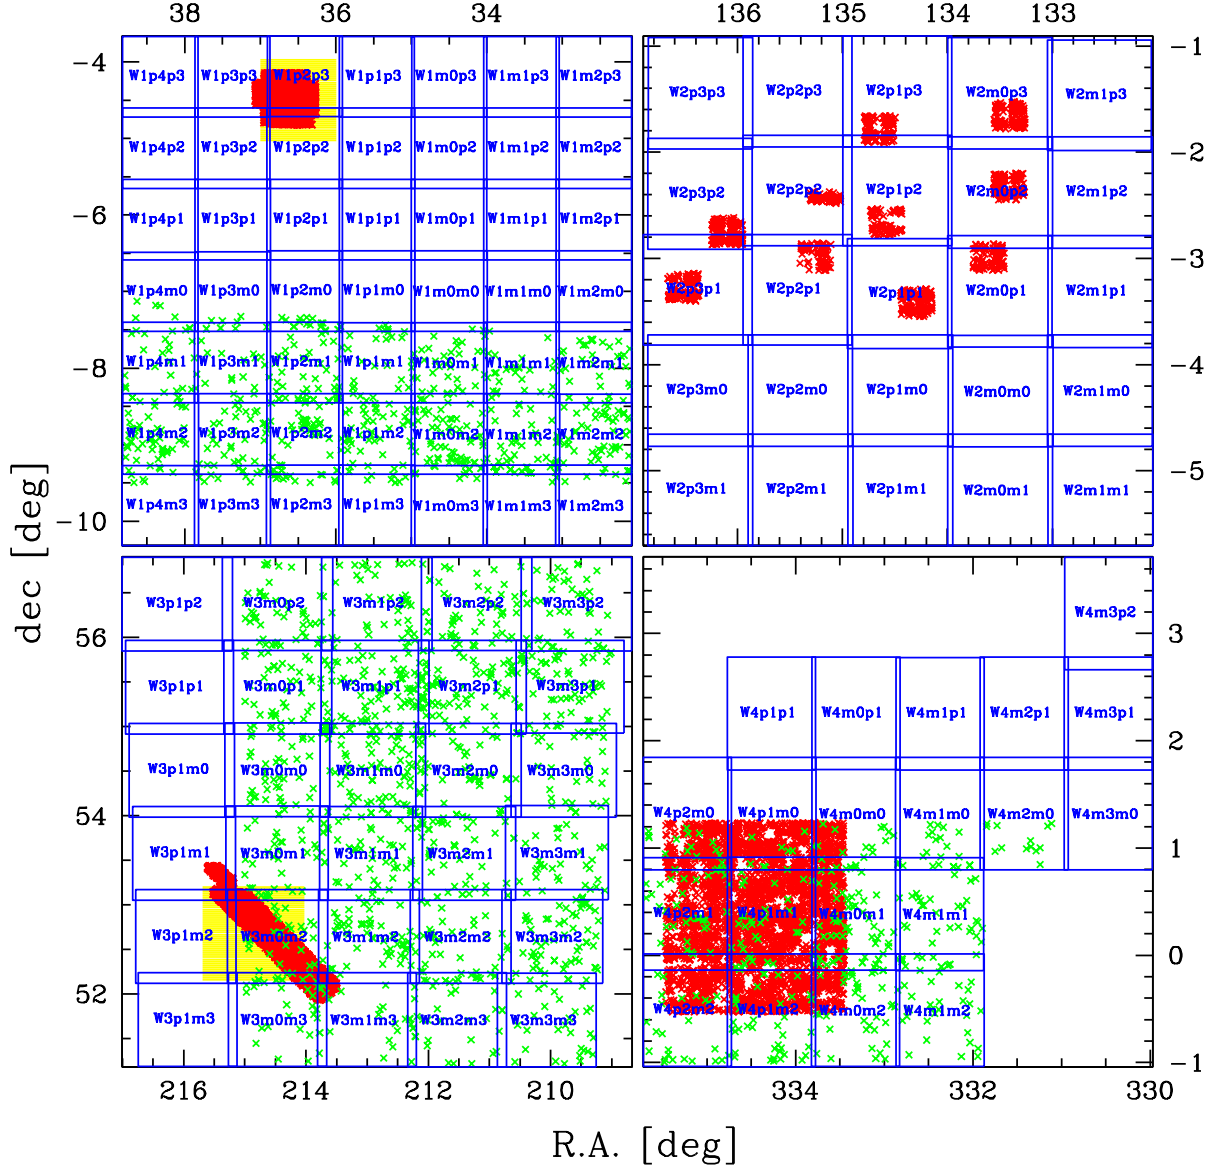 38 36 34
136 135 134 133
-4
W1p4p3 W1p3p3 W1p2p3 W1p1p3 W1m0p3 W1m1p3 W1m2p3
W1p4p2 W1p3p2 W1p2p2 W1p1p2 W1m0p2 W1m1p2 W1m2p2
-6
W1p4p1 W1p3p1 W1p2p1 W1p1p1 W1m0p1 W1m1p1 W1m2p1
W1p4m0 W1p3m0 W1p2m0 W1p1m0 W1m0m0 W1m1m0 W1m2m0
-8
W1p4m1 W1p3m1 W1p2m1 W1p1m1 W1m0m1 W1m1m1 W1m2m1
W1p4m2 W1p3m2 W1p2m2 W1p1m2 W1m0m2 W1m1m2 W1m2m2
W1p4m3 W1p3m3 W1p2m3 W1p1m3 W1m0m3 W1m1m3 W1m2m3
-10
-1
W2p3p3 W2p2p3 W2p1p3 W2m0p3 W2m1p3
-2
W2p3p2 W2p2p2 W2p1p2 W2m0p2 W2m1p2
-3
W2p3p1 W2p2p1 W2p1p1 W2m0p1 W2m1p1
-4
W2p3m0 W2p2m0 W2p1m0 W2m0m0 W2m1m0
-5
W2p3m1 W2p2m1 W2p1m1 W2m0m1 W2m1m1
dec [deg]
W3p1p2 W3m0p2 W3m1p2 W3m2p2 W3m3p2
56
W3p1p1 W3m0p1 W3m1p1 W3m2p1 W3m3p1
W3p1m0 W3m0m0 W3m1m0 W3m2m0 W3m3m0
54
W3p1m1 W3m0m1 W3m1m1 W3m2m1 W3m3m1
W3p1m2 W3m0m2 W3m1m2 W3m2m2 W3m3m2
52
W3p1m3 W3m0m3 W3m1m3 W3m2m3 W3m3m3
216 214 212 210
W4m3p2
3
W4p1p1 W4m0p1 W4m1p1 W4m2p1 W4m3p1
2
W4p2m0 W4p1m0 W4m0m0 W4m1m0 W4m2m0 W4m3m0
1
W4p2m1 W4p1m1 W4m0m1 W4m1m1
0
W4p2m2 W4p1m2 W4m0m2 W4m1m2
-1
334 332 330
R.A. [deg]